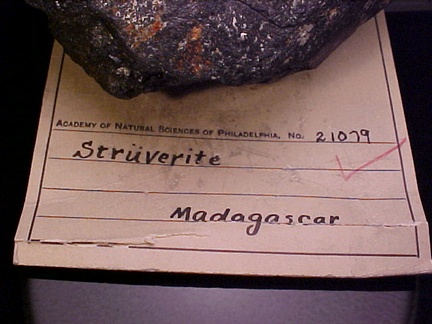 ACADEMY OF NATURAL SCIENCES OF PHILADELPHIA, NO. 21079
Strüverite
Madagascar